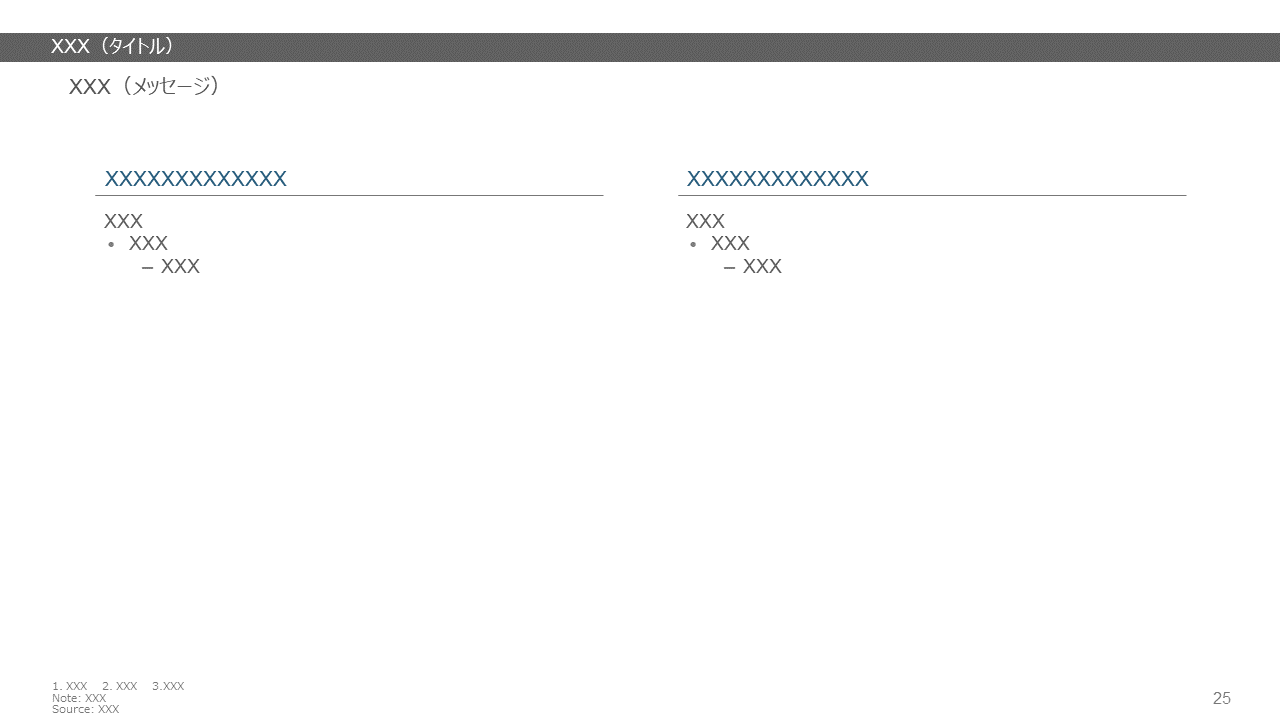 XXX（タイトル）
XXX（メッセージ）
XXXXXXXXXXXXX
XXX
• XXX
– XXX
XXXXXXXXXXXXX
XXX
• XXX
– XXX
1. XXX 2. XXX 3.XXX
Note: XXX
Source: XXX
25